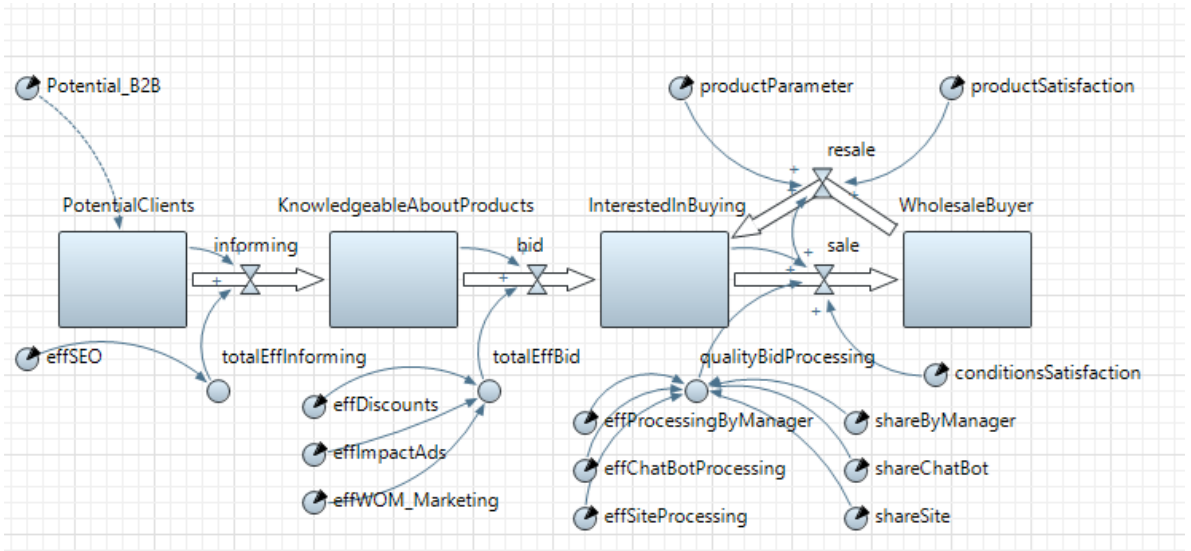 Potential_B2B
productParameter
productSatisfaction
resale
PotentialClients
KnowledgeableAboutProducts
InterestedInBuying
WholesaleBuyer
informing
bid
sale
+
+
+
+
+
+
+
+
+
effSEO
totalEffInforming
totalEffBid
qualityBidProcessing
conditionsSatisfaction
effDiscounts
effProcessingByManager
shareByManager
effImpactAds
effChatBotProcessing
shareChatBot
effWOM_Marketing
effSiteProcessing
shareSite